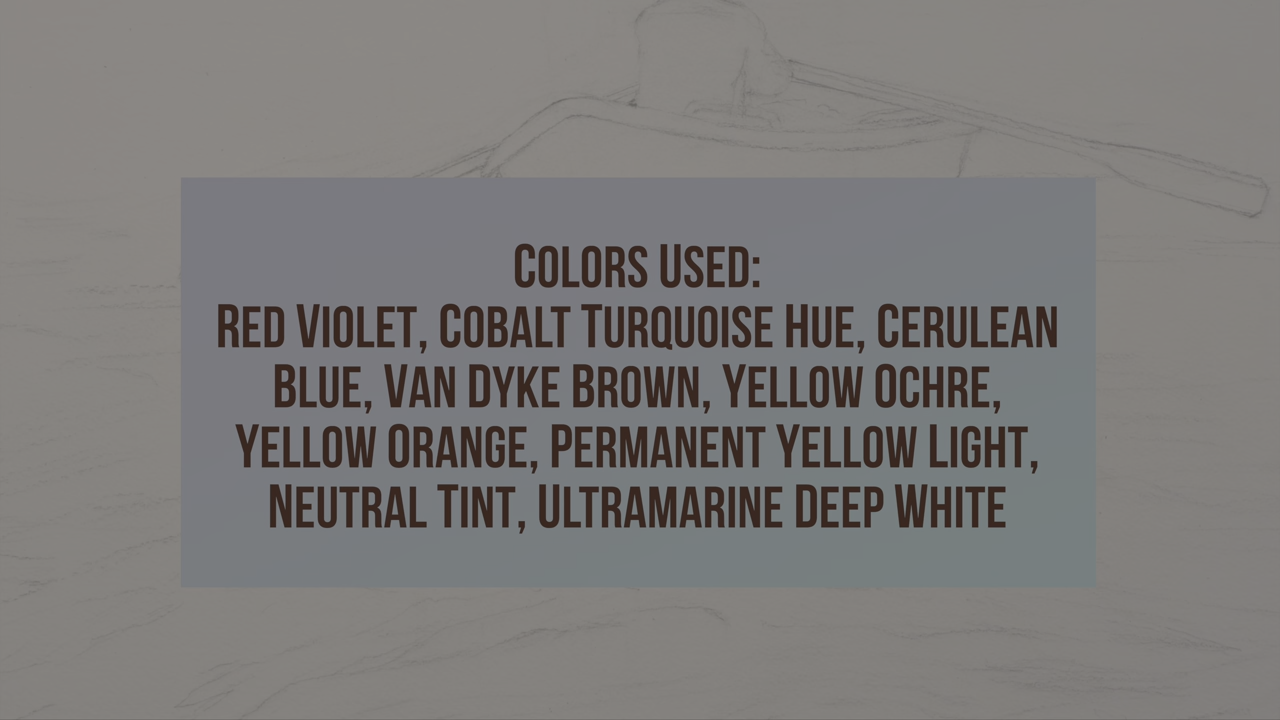 Colors Used:
Red Violet, Cobalt Turquoise Hue, Cerulean
Blue, Van Dyke Brown, Yellow Ochre,
Yellow Orange, Permanent Yellow Light,
Neutral Tint, Ultramarine Deep White